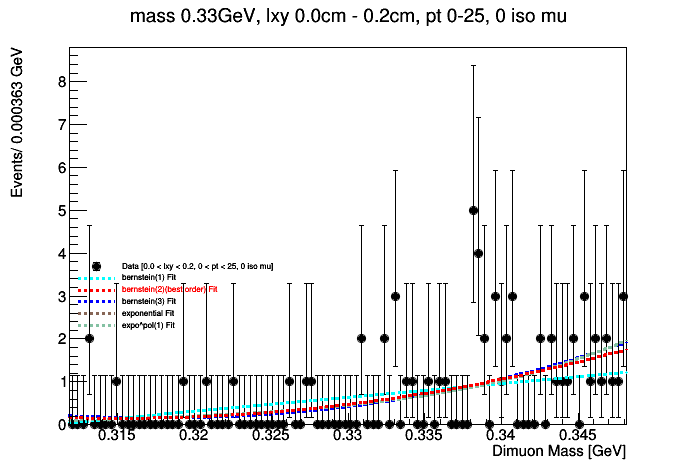 mass 0.33GeV, lxy 0.0cm - 0.2cm, pt 0-25, 0 iso mu
Events/ 0.000363 GeV
8
7
6
5
4
3
2
1
0
Data [0.0 < lxy < 0.2, 0 < pt < 25, 0 iso mu]
bernstein(1) Fit
bernstein(2)(best order) Fit
bernstein(3) Fit
exponential Fit
expo*pol(1) Fit
0.315 0.32 0.325 0.33 0.335 0.34 0.345
Dimuon Mass [GeV]